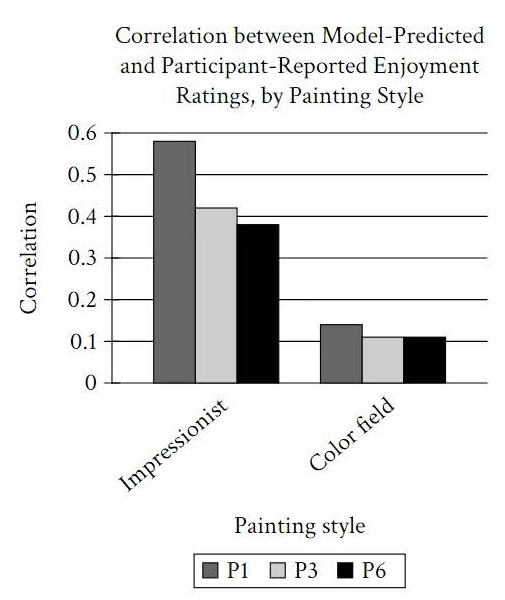 Correlation between Model-Predicted
and Participant-Reported Enjoyment
Ratings, by Painting Style
0.6
0.5
0.4
0.3
0.2
0.1
0
Correlation
Impressionist
Color field
Painting style
P1 P3 P6